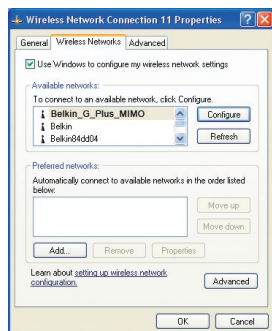 Wireless Network Connection 11 Properties
General Wireless Networks Advanced
Use Windows to configure my wireless network settings
Available networks:
To connect to an available network, click Configure.
Belkin_G_Plus_MIMO
Belkin
Belkin84dd04
Configure
Refresh
Preferred networks:
Automatically connect to available networks in the order listed
below:
Move up
Move down
Add... Remove Properties
Learn about setting up wireless network
configuration.
Advanced
OK Cancel